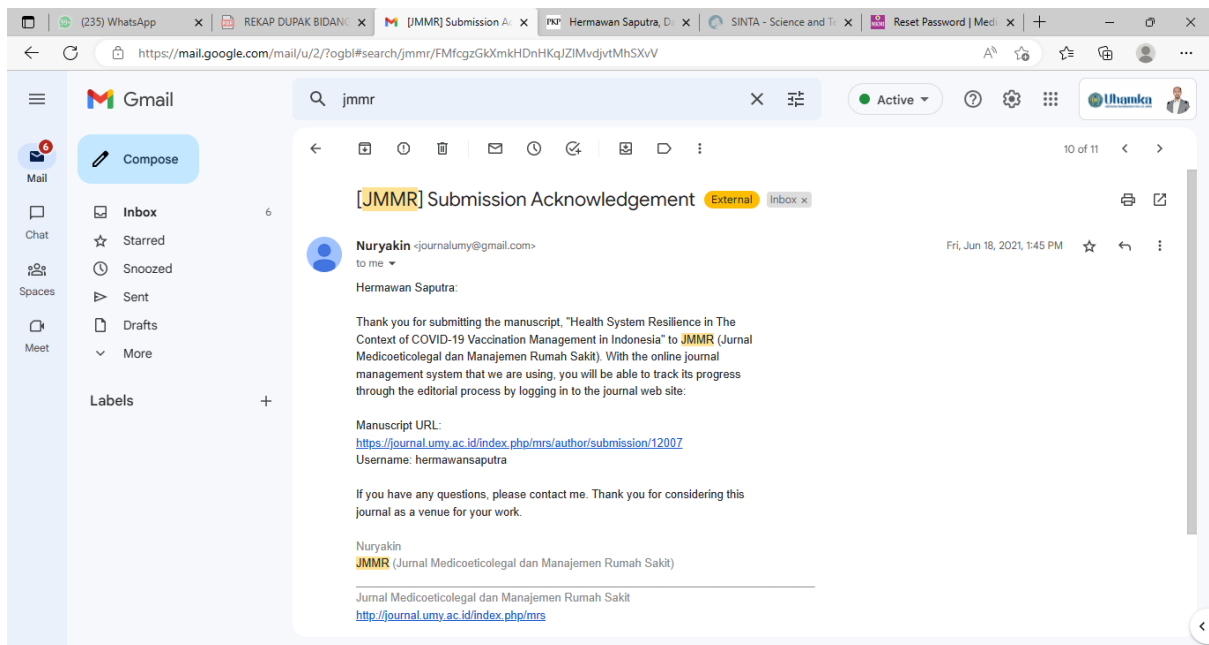 (235) WhatsApp
REKAP DUPAK BIDANG
[JMMR] Submission Ac
PKP Hermawan Saputra, Da
SINTA - Science and Te
Reset Password | Medi
https://mail.google.com/mail/u/2/?ogbl#search/jmmr/FMfcgzGkXmkHDnHKqJZlMvdjvtMhSXvV
Gmail
jmmr
Active
Uhamka
6
Mail
Chat
Spaces
Meet
Compose
Inbox 6
Starred
Snoozed
Sent
Drafts
More
Labels
10 of 11
[JMMR] Submission Acknowledgement External Inbox x
Nuryakin <journalumy@gmail.com>
Fri, Jun 18, 2021, 1:45 PM
to me
Hermawan Saputra:
Thank you for submitting the manuscript, "Health System Resilience in The
Context of COVID-19 Vaccination Management in Indonesia" to JMMR (Jurnal
Medicoeticolegal dan Manajemen Rumah Sakit). With the online journal
management system that we are using, you will be able to track its progress
through the editorial process by logging in to the journal web site:
Manuscript URL:
https://journal.umy.ac.id/index.php/mrs/author/submission/12007
Username: hermawansaputra
If you have any questions, please contact me. Thank you for considering this
journal as a venue for your work.
Nuryakin
JMMR (Jurnal Medicoeticolegal dan Manajemen Rumah Sakit)
Jurnal Medicoeticolegal dan Manajemen Rumah Sakit
http://journal.umy.ac.id/index.php/mrs